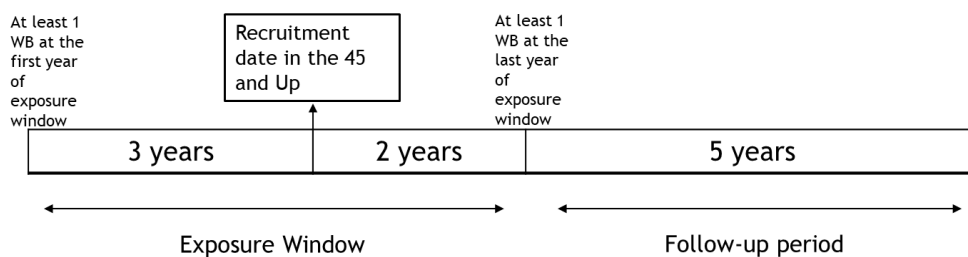 At least 1
WB at the
first year
of
exposure
window
Recruitment
date in the 45
and Up
At least 1
WB at the
last year
of
exposure
window
3 years
2 years
5 years
Exposure Window
Follow-up period